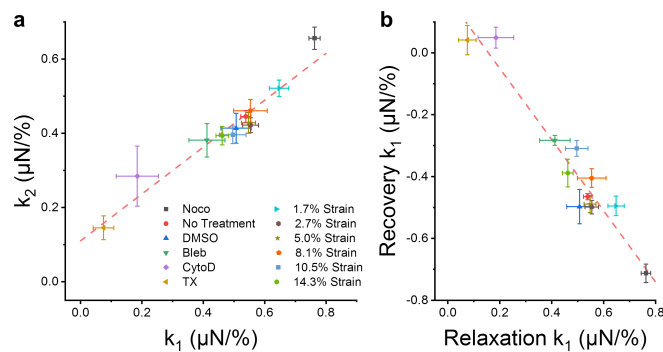 a
k₂ (μN/%)
0.6
0.4
0.2
0.0
0.0 0.2 0.4 0.6 0.8
k₁ (μN/%)
Noco
No Treatment
DMSO
Bleb
CytoD
TX
1.7% Strain
2.7% Strain
5.0% Strain
8.1% Strain
10.5% Strain
14.3% Strain
b
Recovery k₁ (μN/%)
0.0
-0.2
-0.4
-0.6
-0.8
0.0 0.2 0.4 0.6 0.8
Relaxation k₁ (μN/%)